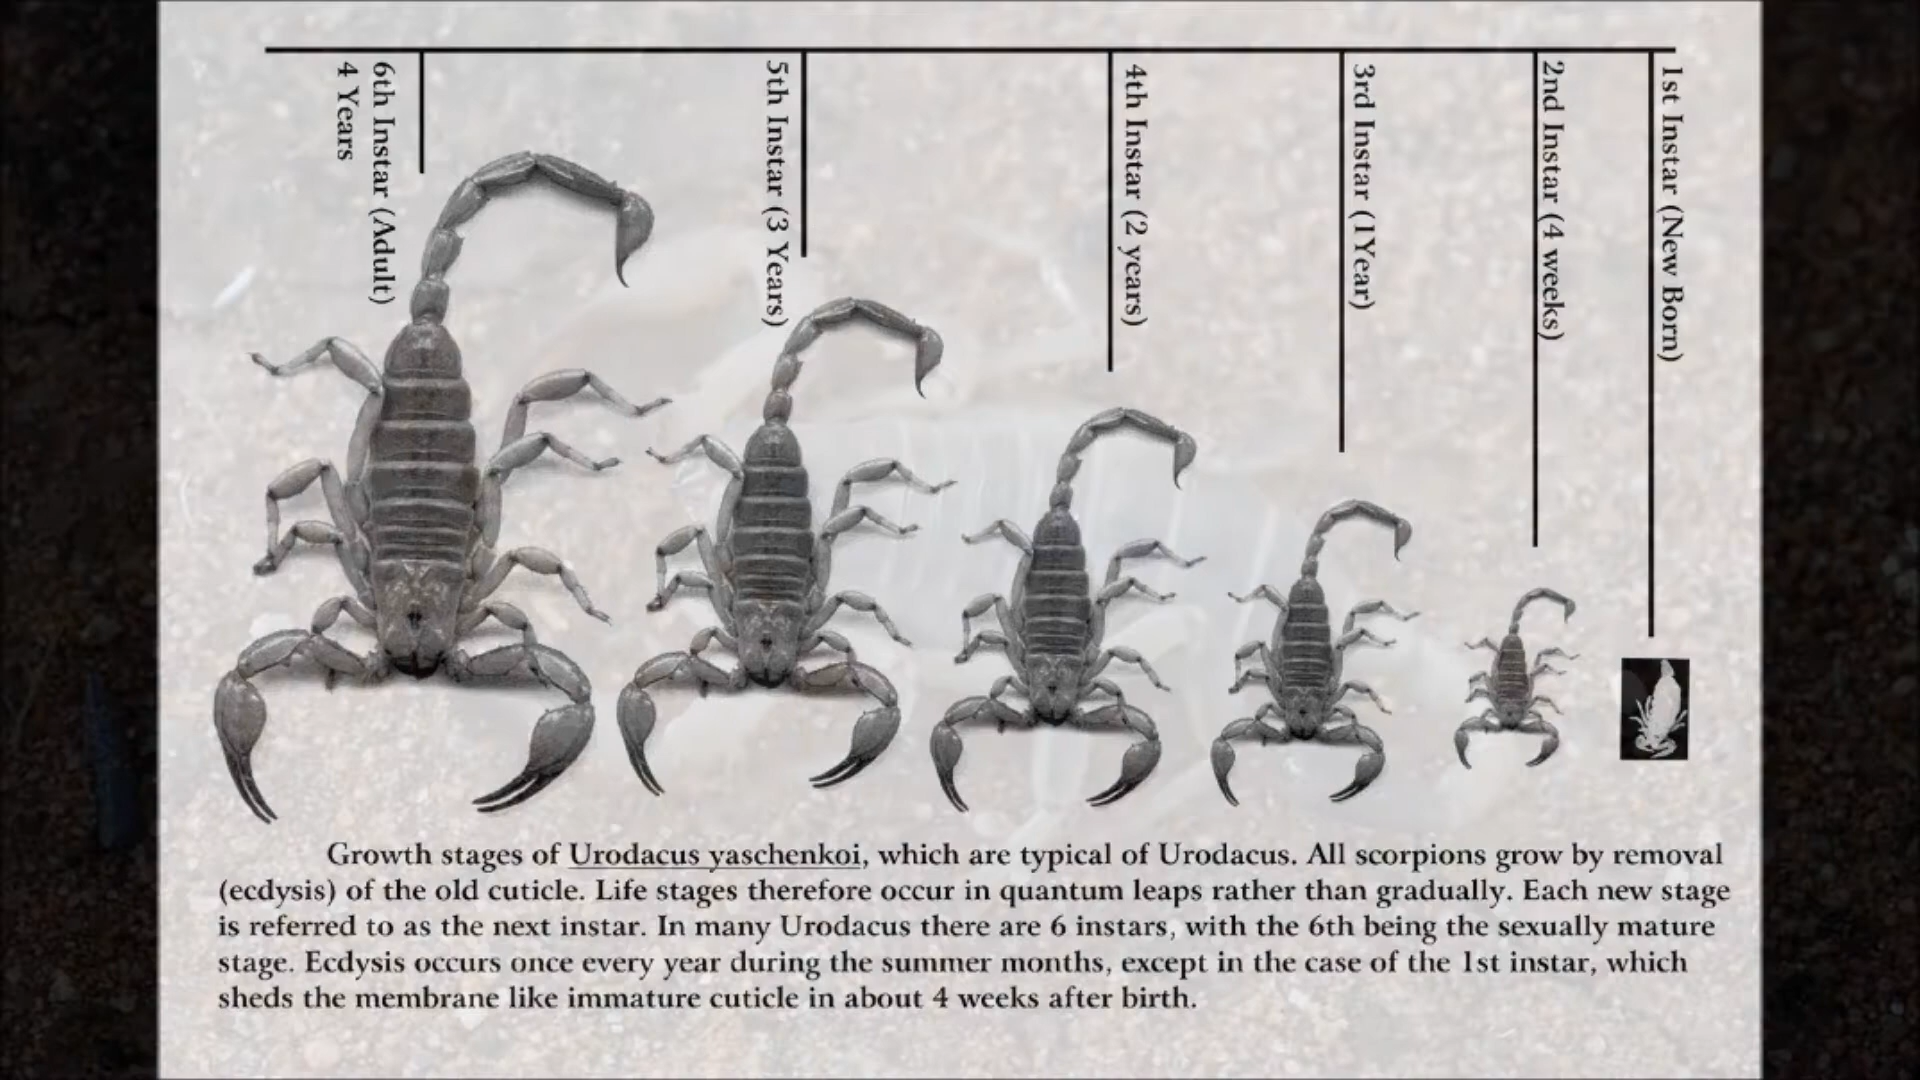 6th Instar (Adult)
4 Years
5th Instar (3 Years)
4th Instar (2 years)
3rd Instar (1Year)
2nd Instar (4 weeks)
1st Instar (New Born)
Growth stages of Urodacus yaschenkoi, which are typical of Urodacus. All scorpions grow by removal
(ecdysis) of the old cuticle. Life stages therefore occur in quantum leaps rather than gradually. Each new stage
is referred to as the next instar. In many Urodacus there are 6 instars, with the 6th being the sexually mature
stage. Ecdysis occurs once every year during the summer months, except in the case of the 1st instar, which
sheds the membrane like immature cuticle in about 4 weeks after birth.